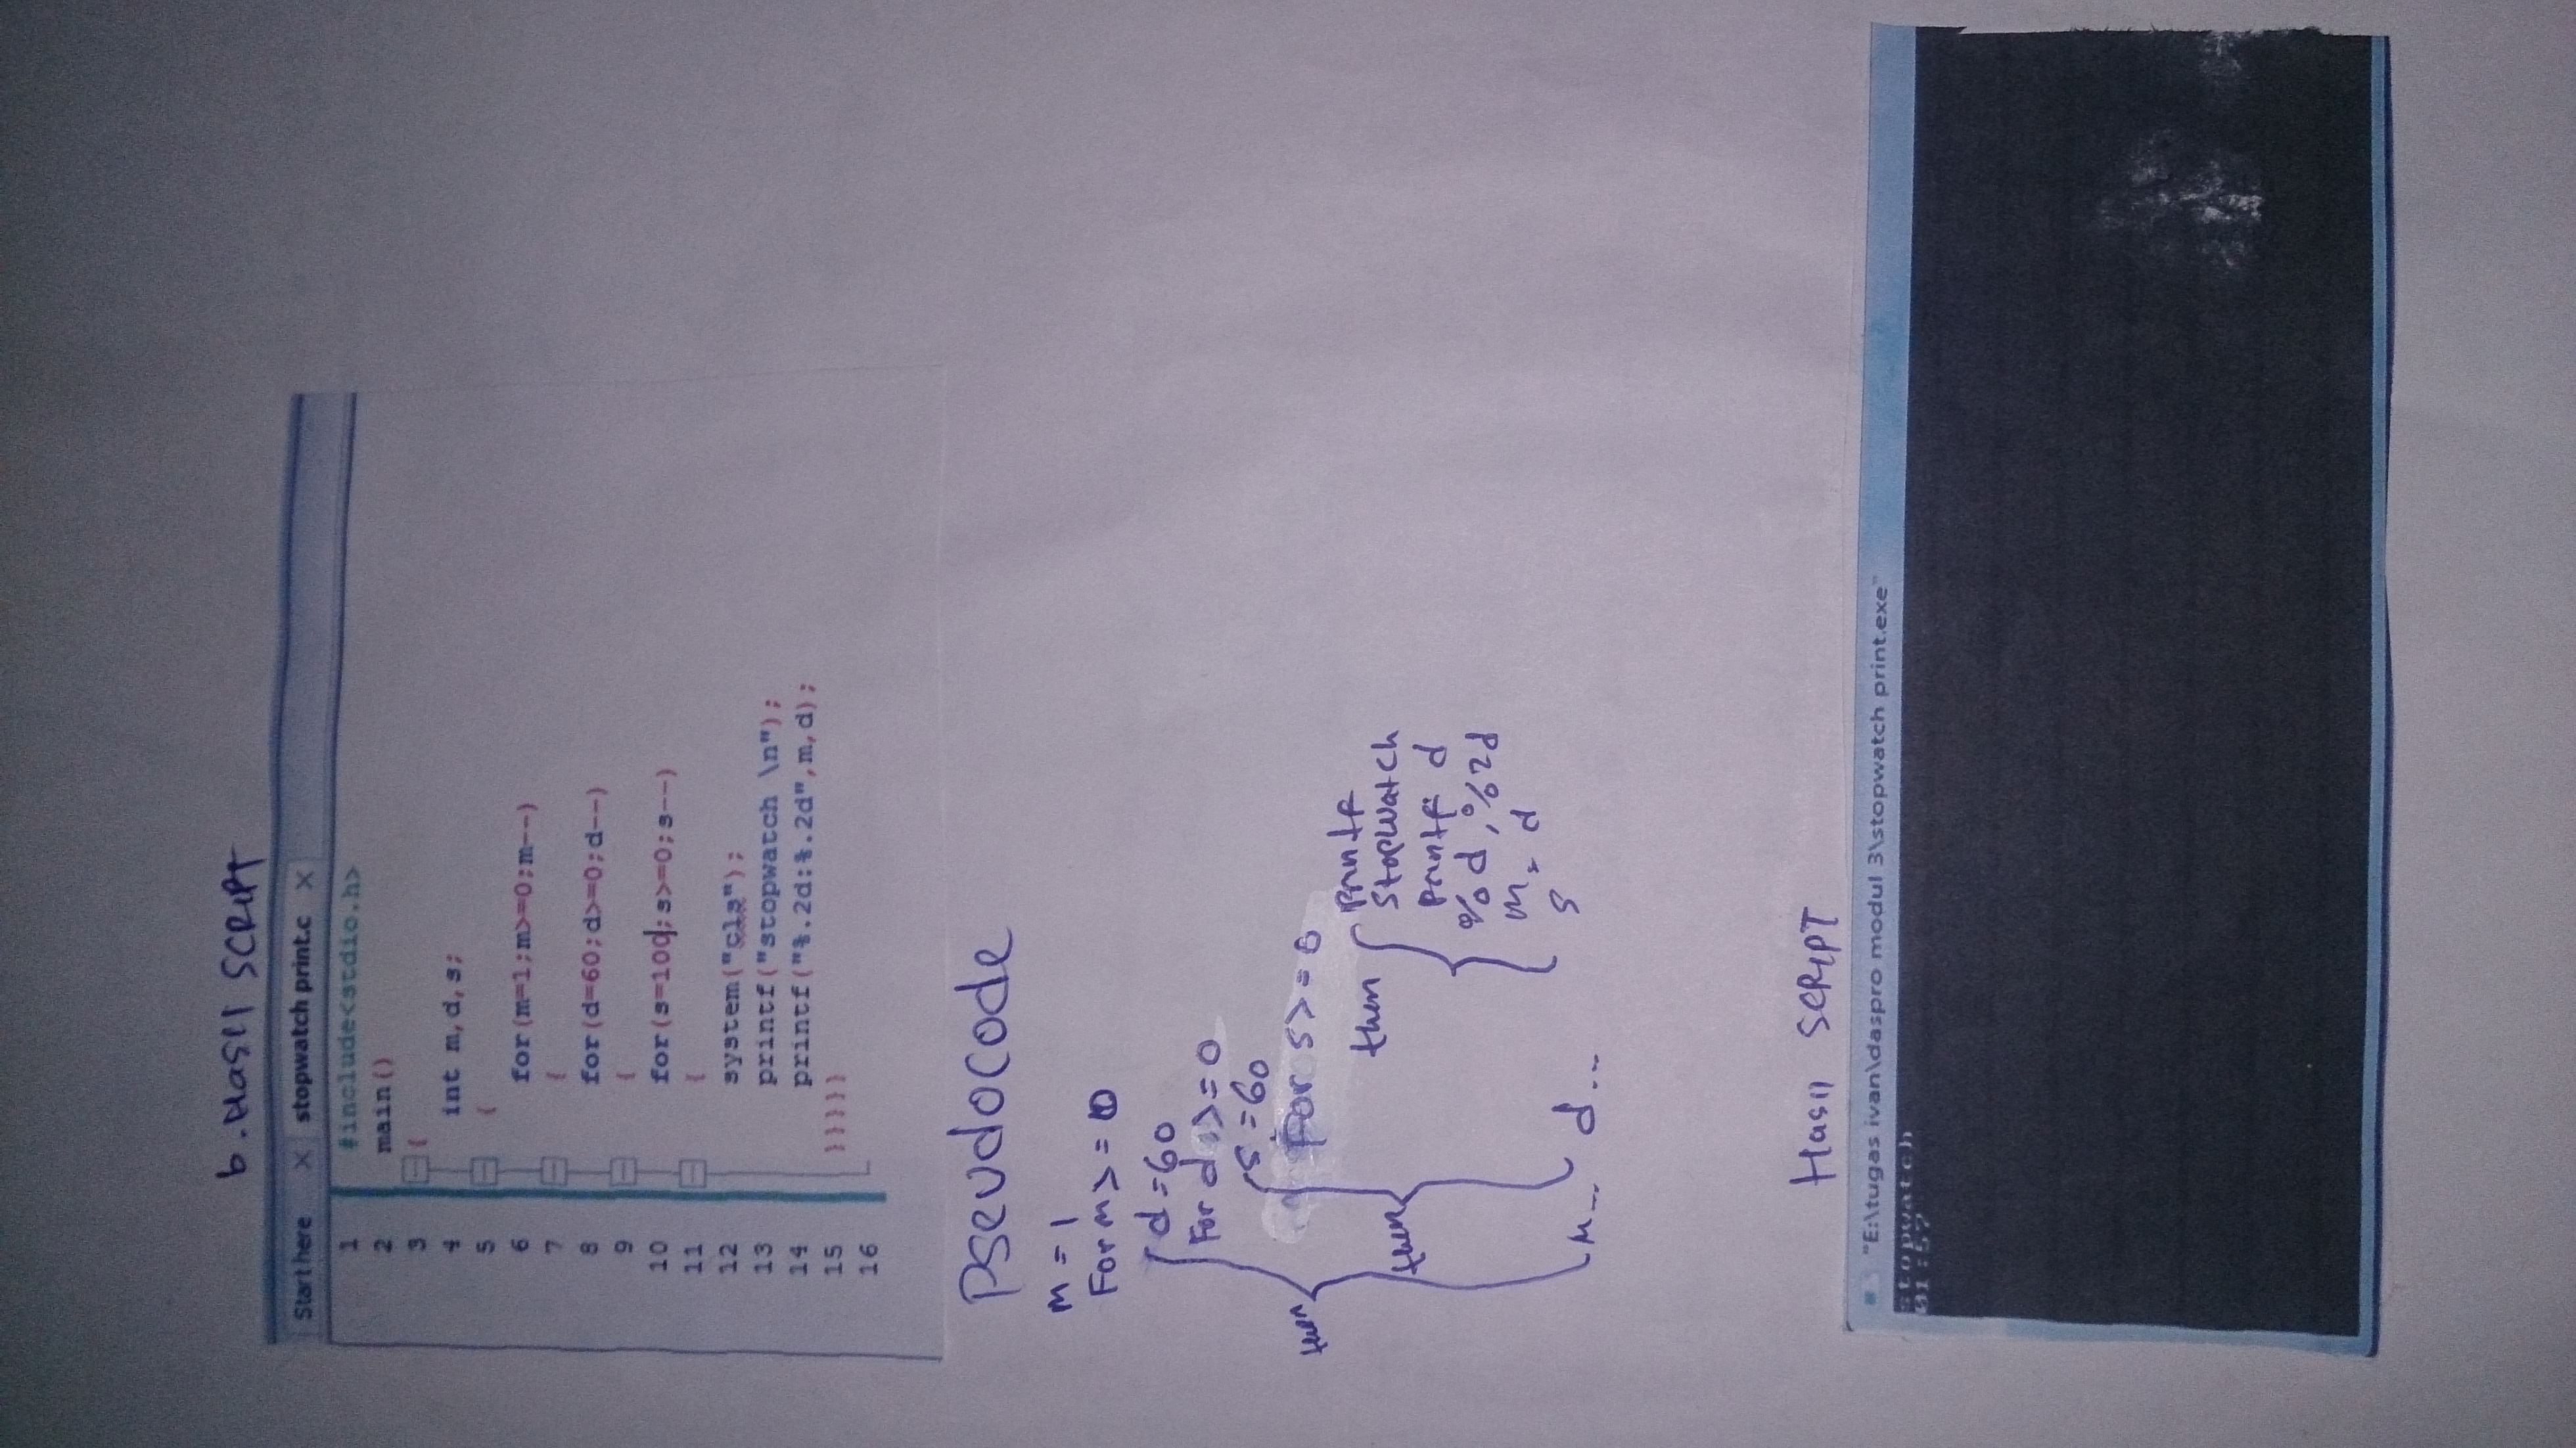 b. Hasil SCRIPT
Start here × stopwatch print.c ×
1 #include<stdio.h>
2 main()
3 {
4 int m,d,s;
5 {
6 for(m=1;m>=0;m--)
7 {
8 for(d=60;d>=0;d--)
9 {
10 for(s=100;s>=0;s--)
11 {
12 system("cls");
13 printf("stopwatch \n");
14 printf("%.2d:%.2d",m,d);
15 }}}}}
16
Pseudocode
m = 1
For m >= 0
d = 60
For d >= 0
s = 60
For s >= 0
then
then
then
printf
Stopwatch
printf d
%d, %2d
m, d
s
m-- d--
Hasil SCRIPT
"E:\tugas ivan\daspro modul 3\stopwatch print.exe"
stopwatch
01:57